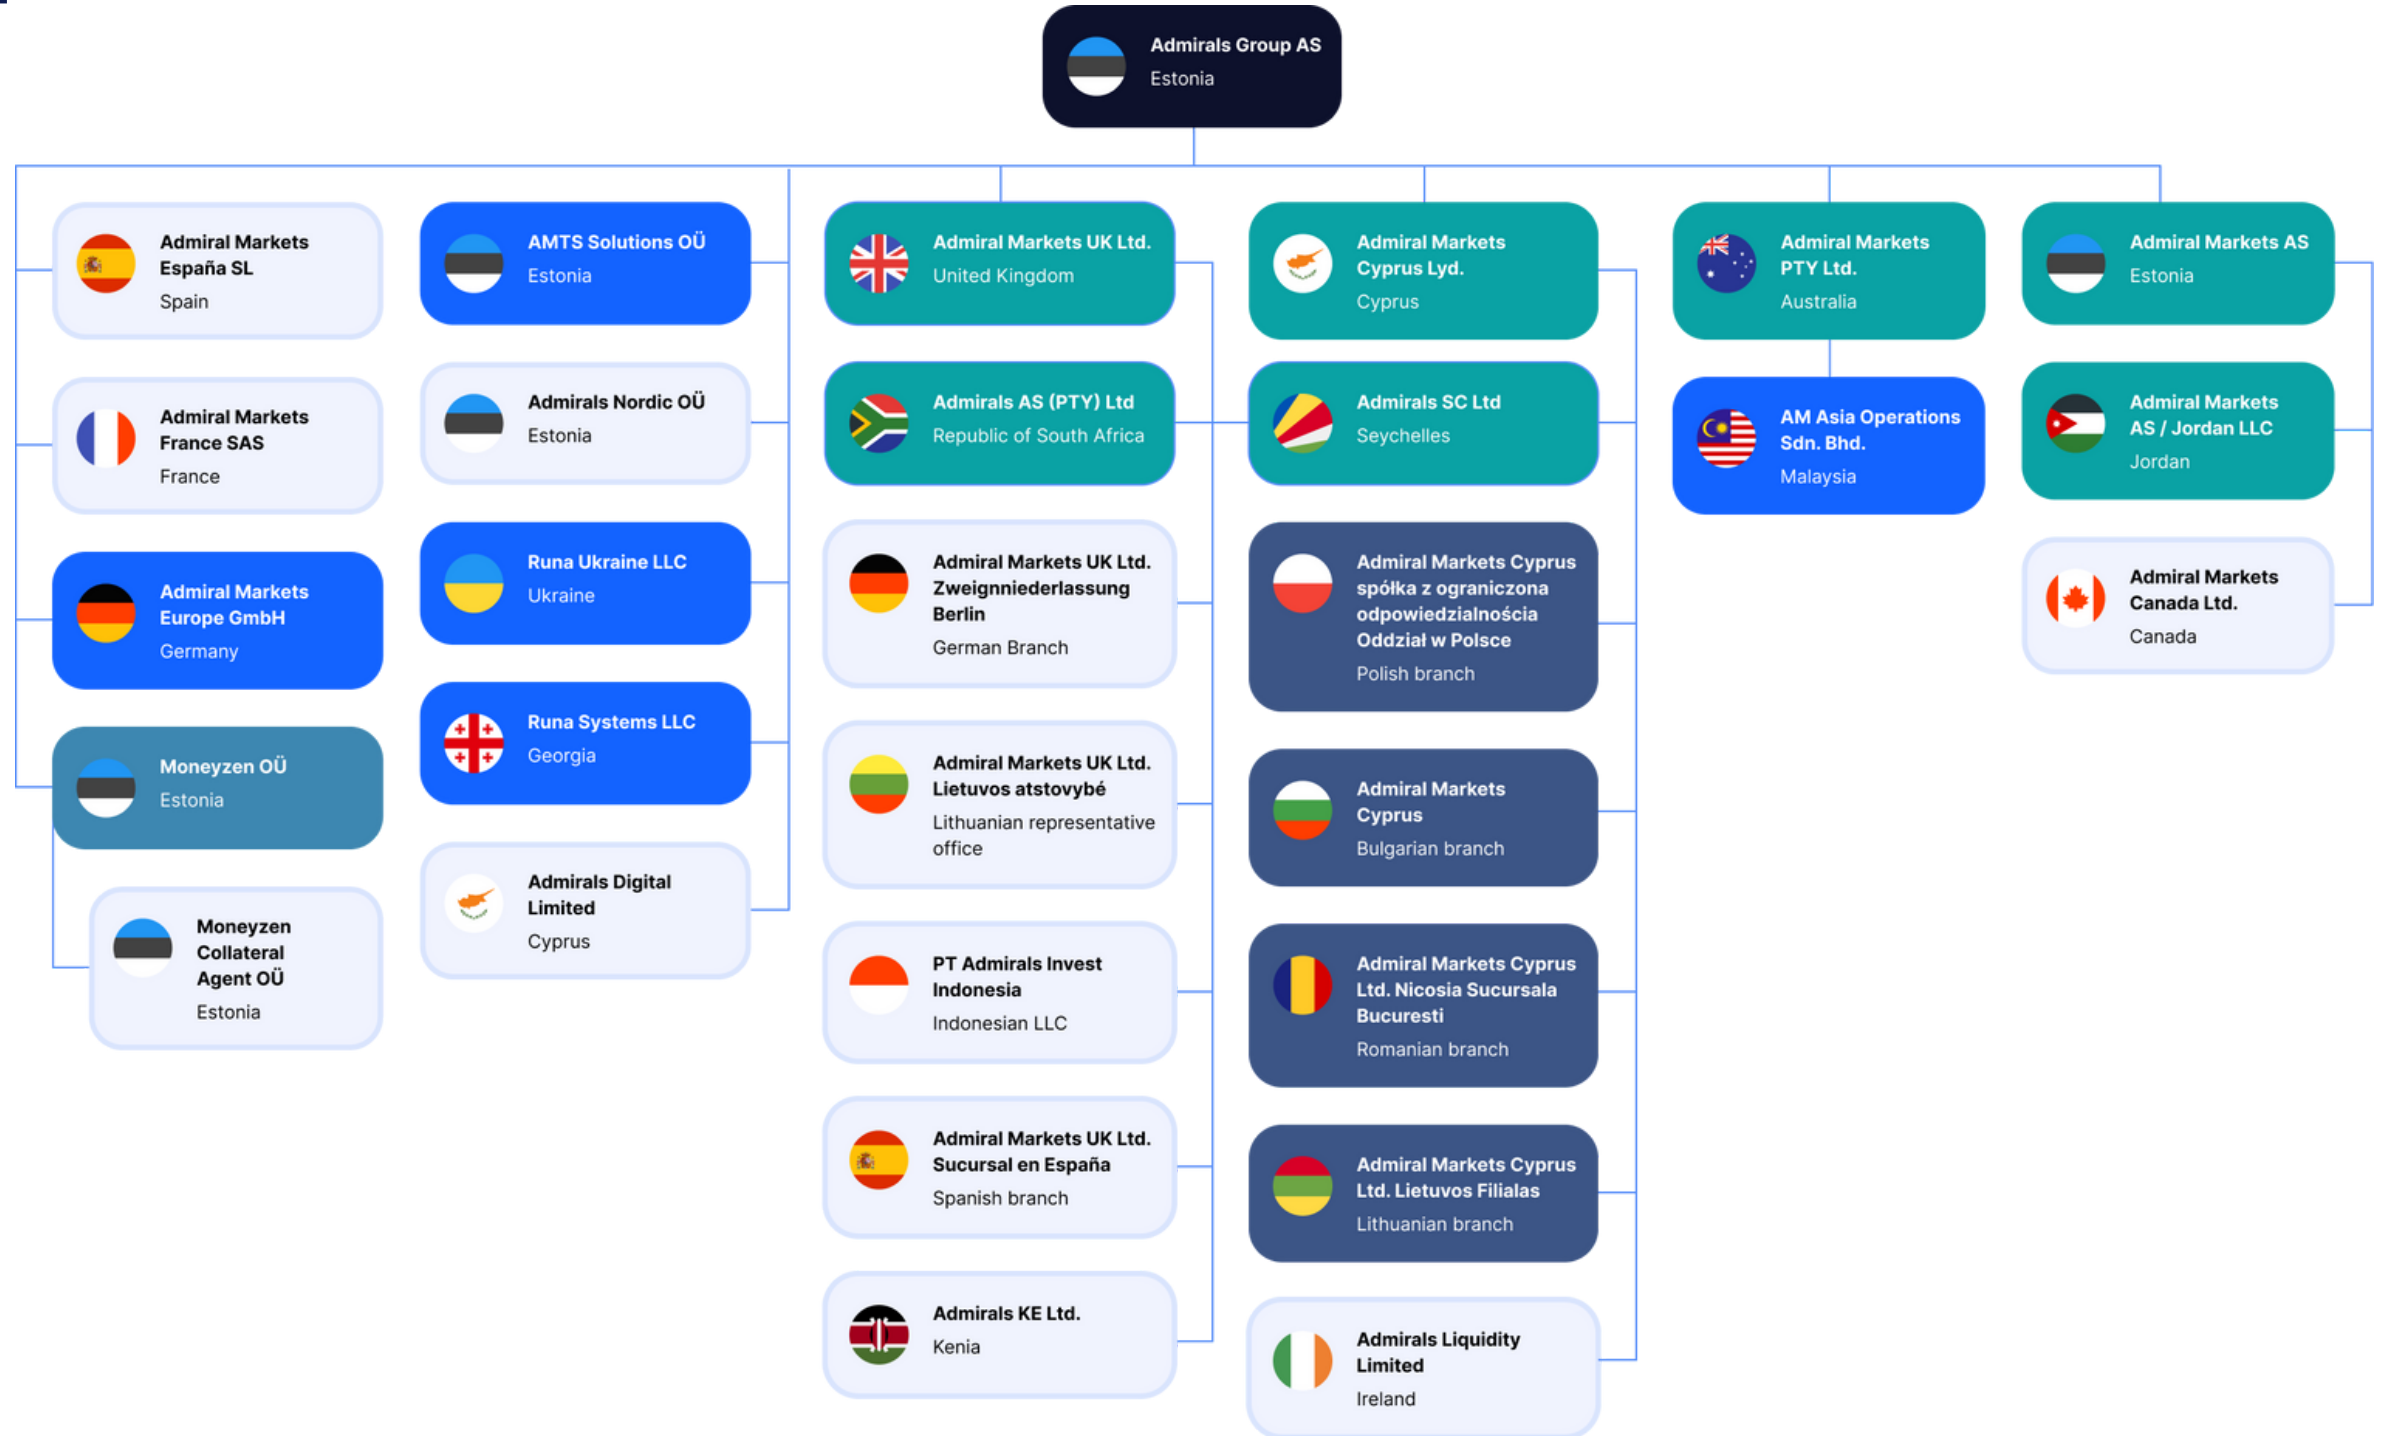 Admirals Group AS
Estonia
Admiral Markets
España SL
Spain
Admiral Markets
France SAS
France
Admiral Markets
Europe GmbH
Germany
Moneyzen OÜ
Estonia
Moneyzen
Collateral
Agent OÜ
Estonia
AMTS Solutions OÜ
Estonia
Admirals Nordic OÜ
Estonia
Runa Ukraine LLC
Ukraine
Runa Systems LLC
Georgia
Admirals Digital
Limited
Cyprus
Admiral Markets UK Ltd.
United Kingdom
Admirals AS (PTY) Ltd
Republic of South Africa
Admiral Markets UK Ltd.
Zweignniederlassung
Berlin
German Branch
Admiral Markets UK Ltd.
Lietuvos atstovybé
Lithuanian representative
office
PT Admirals Invest
Indonesia
Indonesian LLC
Admiral Markets UK Ltd.
Sucursal en España
Spanish branch
Admirals KE Ltd.
Kenia
Admiral Markets
Cyprus Lyd.
Cyprus
Admirals SC Ltd
Seychelles
Admiral Markets Cyprus
spółka z ograniczona
odpowiedzialnościa
Oddział w Polsce
Polish branch
Admiral Markets
Cyprus
Bulgarian branch
Admiral Markets Cyprus
Ltd. Nicosia Sucursala
Bucuresti
Romanian branch
Admiral Markets Cyprus
Ltd. Lietuvos Filialas
Lithuanian branch
Admirals Liquidity
Limited
Ireland
Admiral Markets
PTY Ltd.
Australia
AM Asia Operations
Sdn. Bhd.
Malaysia
Admiral Markets AS
Estonia
Admiral Markets
AS / Jordan LLC
Jordan
Admiral Markets
Canada Ltd.
Canada